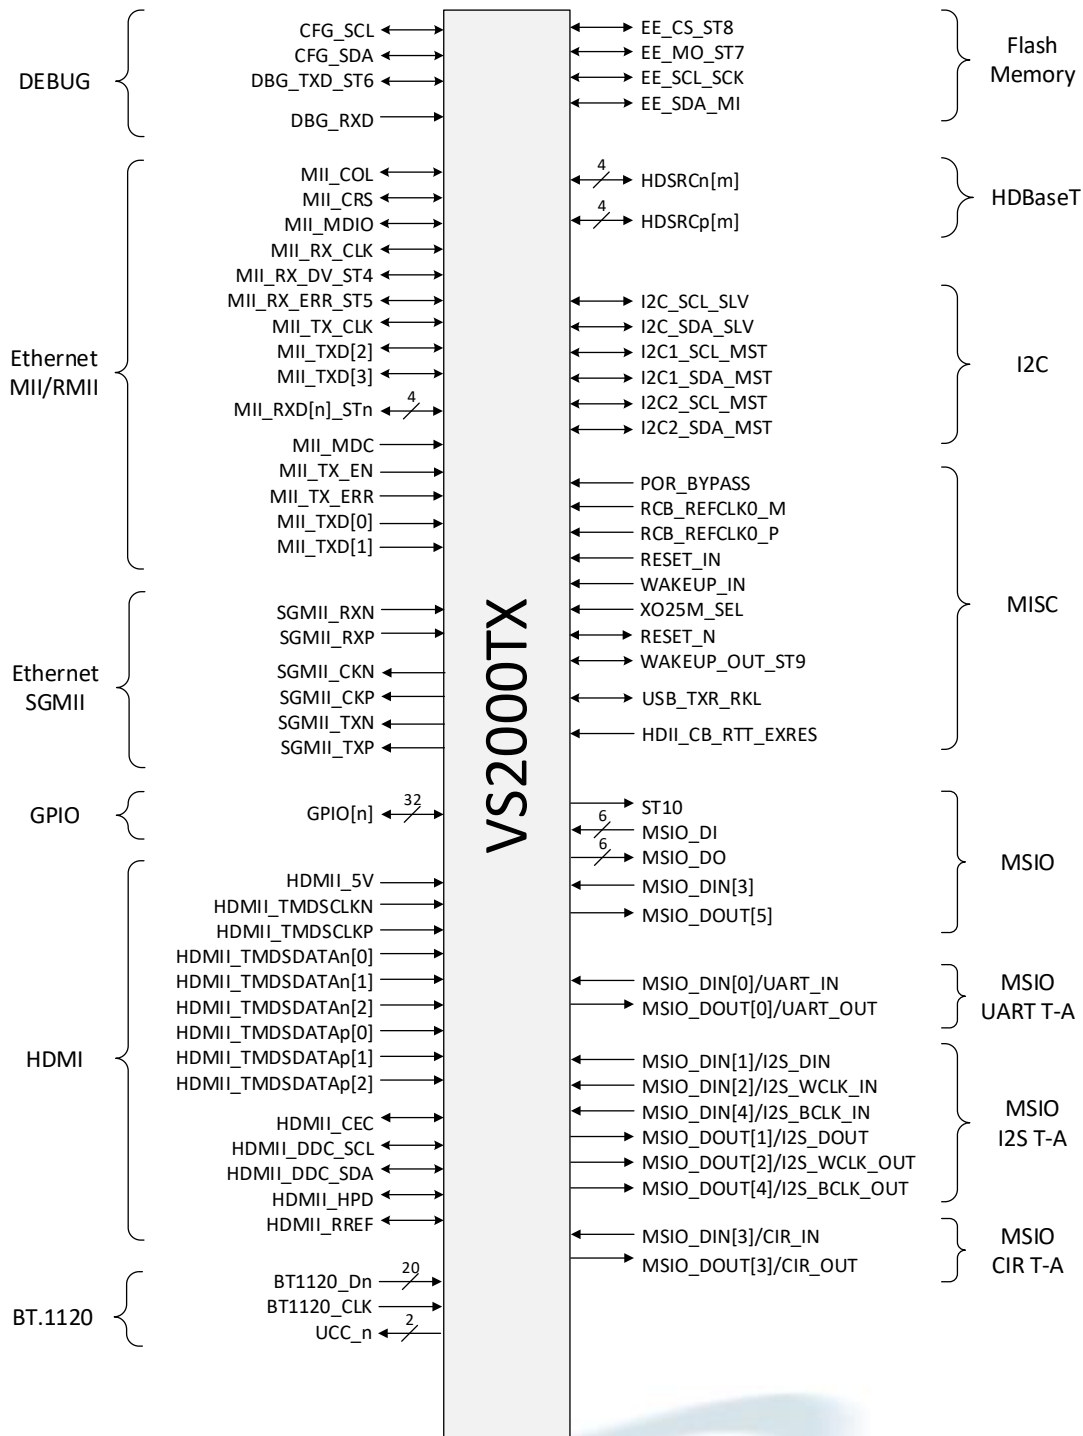 DEBUG
CFG_SCL
CFG_SDA
DBG_TXD_ST6
DBG_RXD
Ethernet
MII/RMII
MII_COL
MII_CRS
MII_MDIO
MII_RX_CLK
MII_RX_DV_ST4
MII_RX_ERR_ST5
MII_TX_CLK
MII_TXD[2]
MII_TXD[3]
MII_RXD[n]_STn
4
MII_MDC
MII_TX_EN
MII_TX_ERR
MII_TXD[0]
MII_TXD[1]
Ethernet
SGMII
SGMII_RXN
SGMII_RXP
SGMII_CKN
SGMII_CKP
SGMII_TXN
SGMII_TXP
GPIO
GPIO[n]
32
HDMI
HDMII_5V
HDMII_TMDSCLKN
HDMII_TMDSCLKP
HDMII_TMDSDATAn[0]
HDMII_TMDSDATAn[1]
HDMII_TMDSDATAn[2]
HDMII_TMDSDATAp[0]
HDMII_TMDSDATAp[1]
HDMII_TMDSDATAp[2]
HDMII_CEC
HDMII_DDC_SCL
HDMII_DDC_SDA
HDMII_HPD
HDMII_RREF
BT.1120
BT1120_Dn
20
BT1120_CLK
UCC_n
2
VS2000TX
EE_CS_ST8
EE_MO_ST7
EE_SCL_SCK
EE_SDA_MI
Flash
Memory
4
HDSRCn[m]
4
HDSRCp[m]
HDBaseT
I2C_SCL_SLV
I2C_SDA_SLV
I2C1_SCL_MST
I2C1_SDA_MST
I2C2_SCL_MST
I2C2_SDA_MST
I2C
POR_BYPASS
RCB_REFCLK0_M
RCB_REFCLK0_P
RESET_IN
WAKEUP_IN
XO25M_SEL
RESET_N
WAKEUP_OUT_ST9
USB_TXR_RKL
HDII_CB_RTT_EXRES
MISC
ST10
6
MSIO_DI
6
MSIO_DO
MSIO_DIN[3]
MSIO_DOUT[5]
MSIO
MSIO_DIN[0]/UART_IN
MSIO_DOUT[0]/UART_OUT
MSIO
UART T-A
MSIO_DIN[1]/I2S_DIN
MSIO_DIN[2]/I2S_WCLK_IN
MSIO_DIN[4]/I2S_BCLK_IN
MSIO_DOUT[1]/I2S_DOUT
MSIO_DOUT[2]/I2S_WCLK_OUT
MSIO_DOUT[4]/I2S_BCLK_OUT
MSIO
I2S T-A
MSIO_DIN[3]/CIR_IN
MSIO_DOUT[3]/CIR_OUT
MSIO
CIR T-A